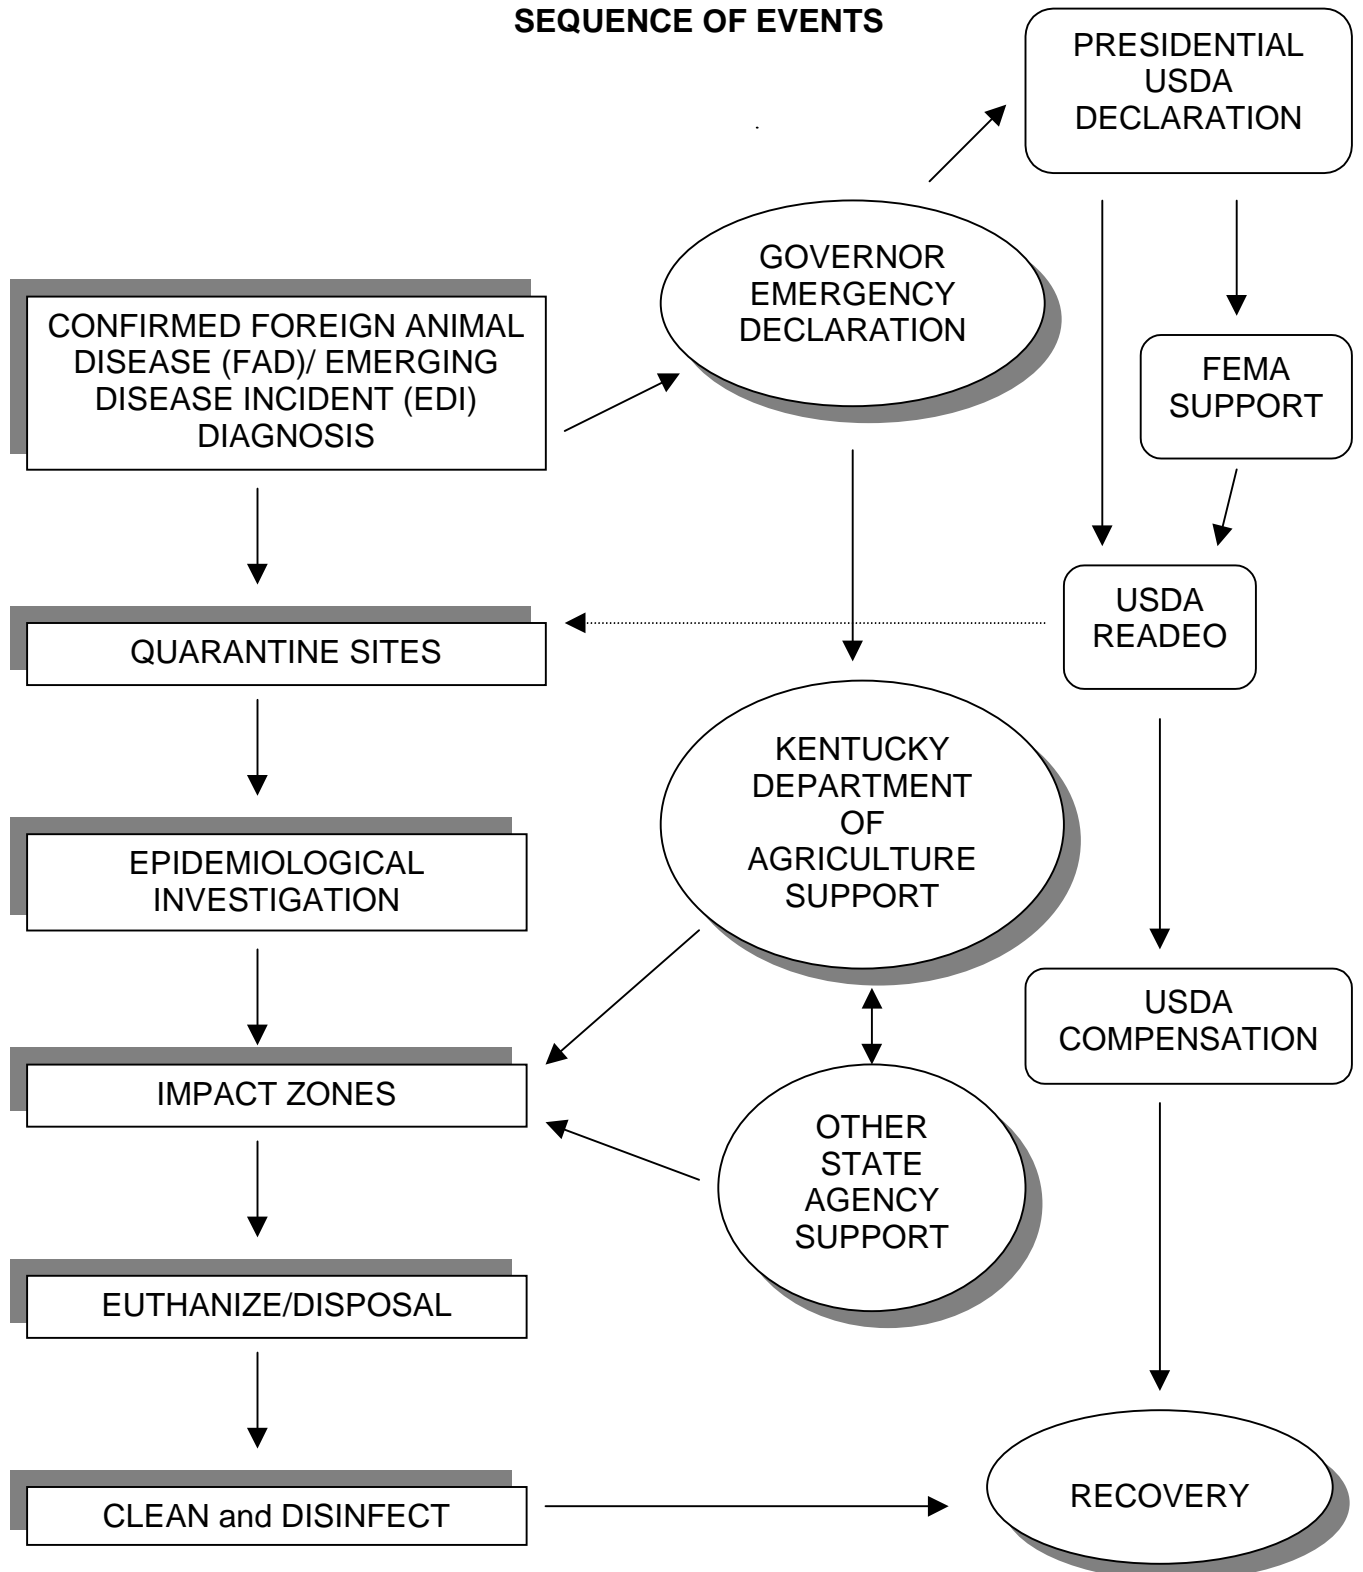 SEQUENCE OF EVENTS
PRESIDENTIAL
USDA
DECLARATION
GOVERNOR
EMERGENCY
DECLARATION
CONFIRMED FOREIGN ANIMAL
DISEASE (FAD)/ EMERGING
DISEASE INCIDENT (EDI)
DIAGNOSIS
FEMA
SUPPORT
USDA
READEO
QUARANTINE SITES
KENTUCKY
DEPARTMENT
OF
AGRICULTURE
SUPPORT
EPIDEMIOLOGICAL
INVESTIGATION
USDA
COMPENSATION
IMPACT ZONES
OTHER
STATE
AGENCY
SUPPORT
EUTHANIZE/DISPOSAL
CLEAN and DISINFECT
RECOVERY